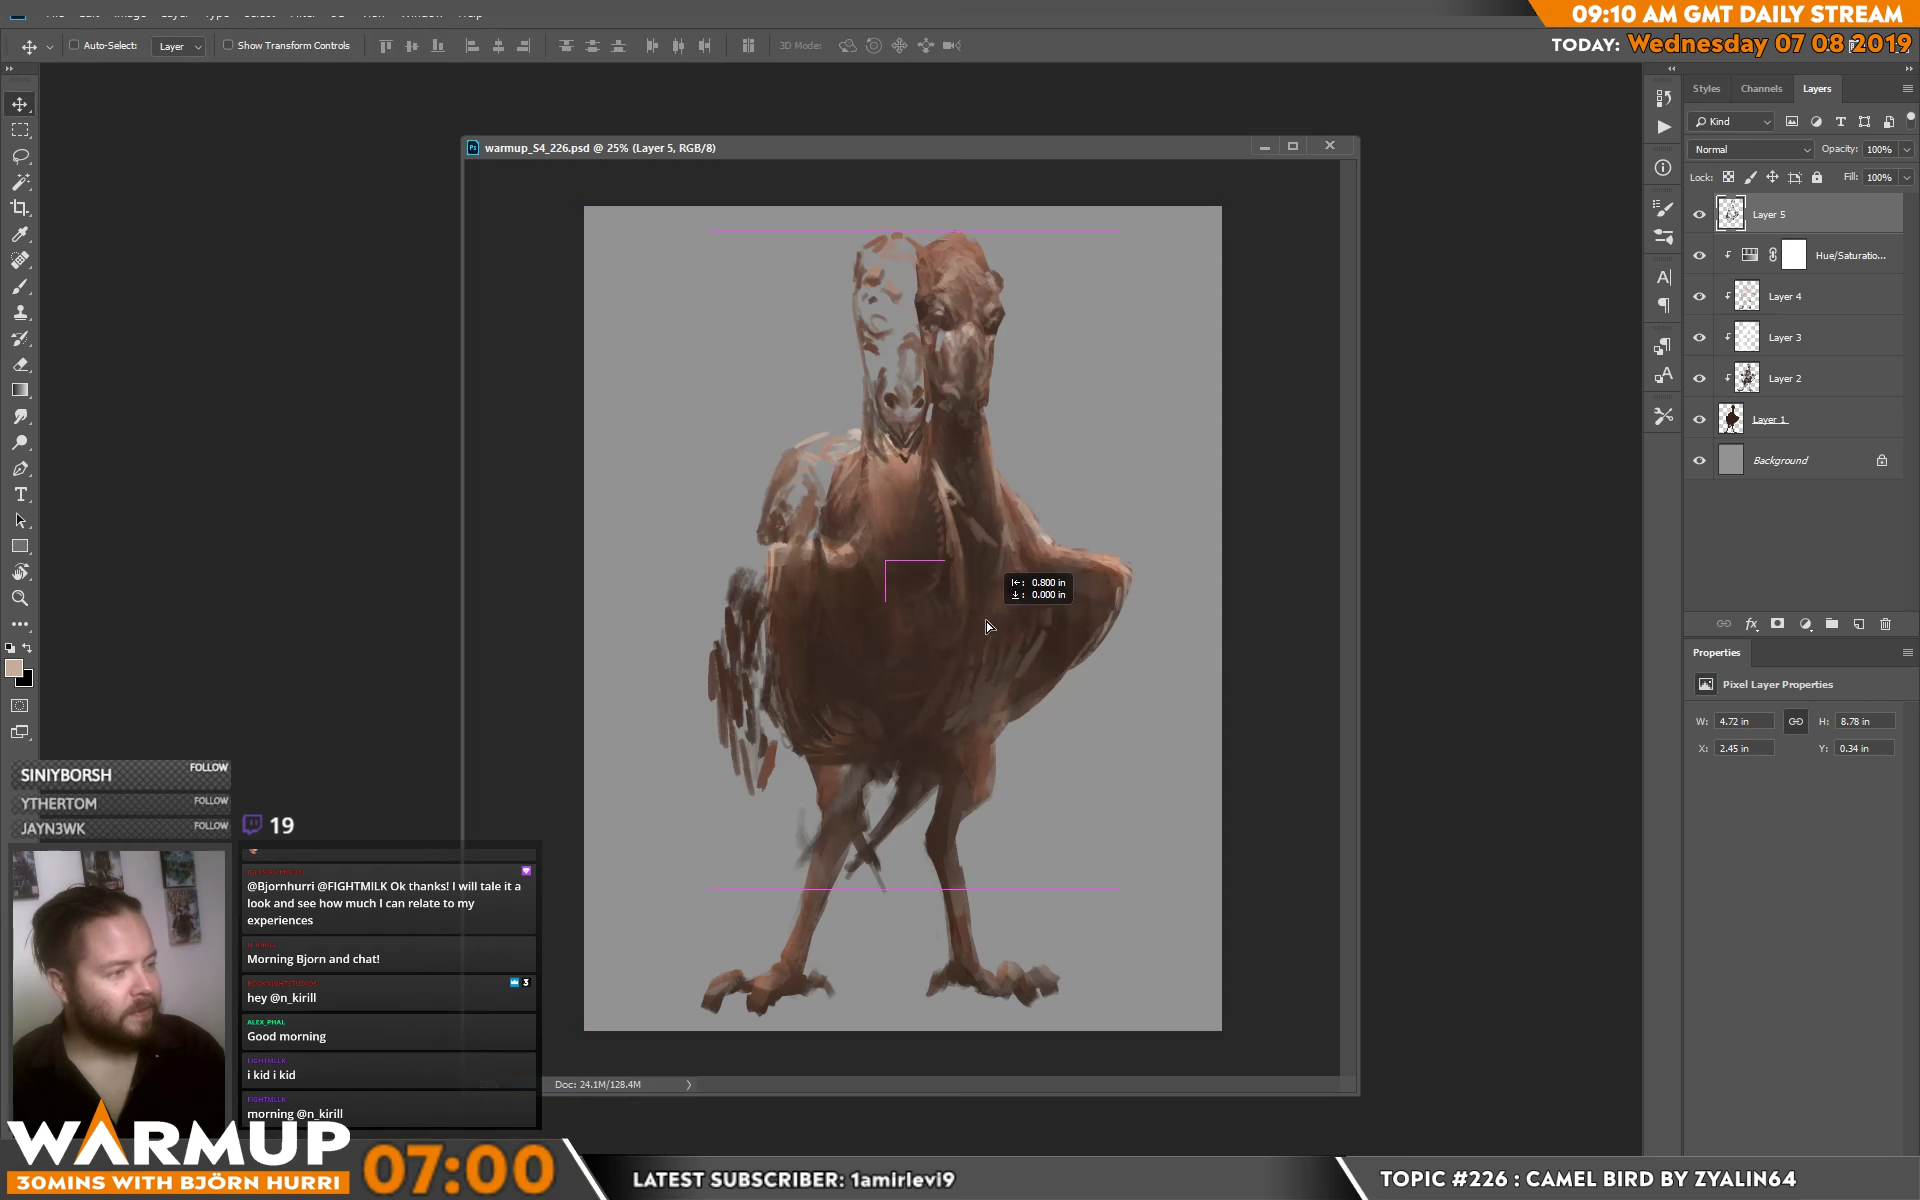 09:10 AM GMT DAILY STREAM
TODAY: Wednesday 07 08 2019
Auto-Select:
Layer
Show Transform Controls
3D Mode:
Styles
Channels
Layers
Kind
Normal
Opacity: 100%
Lock:
Fill: 100%
Layer 5
Hue/Saturatio...
Layer 4
Layer 3
Layer 2
Layer 1
Background
warmup_S4_226.psd @ 25% (Layer 5, RGB/8)
0.800 in
0.000 in
Properties
Pixel Layer Properties
W: 4.72 in
H: 8.78 in
X: 2.45 in
Y: 0.34 in
SINIYBORSH FOLLOW
YTHERTOM FOLLOW
JAYN3WK FOLLOW
19
@Bjornhurri @FIGHTMILK Ok thanks! I will tale it a
look and see how much I can relate to my
experiences
Morning Bjorn and chat!
3
hey @n_kirill
ALEX_PHAL
Good morning
FIGHTMLLK
i kid i kid
FIGHTMLLK
morning @n_kirill
Doc: 24.1M/128.4M
WARMUP
30MINS WITH BJÖRN HURRI
07:00
LATEST SUBSCRIBER: 1amirlevi9
TOPIC #226 : CAMEL BIRD BY ZYALIN64